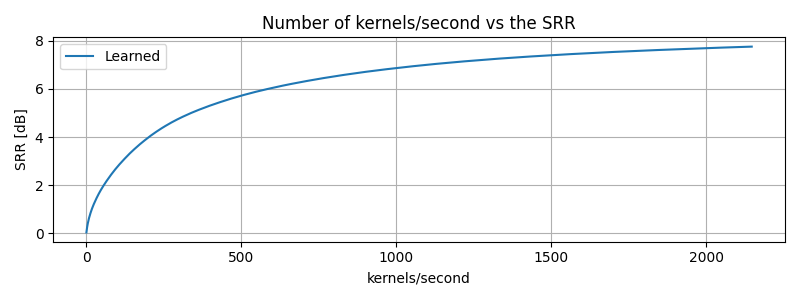 Number of kernels/second vs the SRR
Learned
SRR [dB]
8
6
4
2
0
0 500 1000 1500 2000
kernels/second